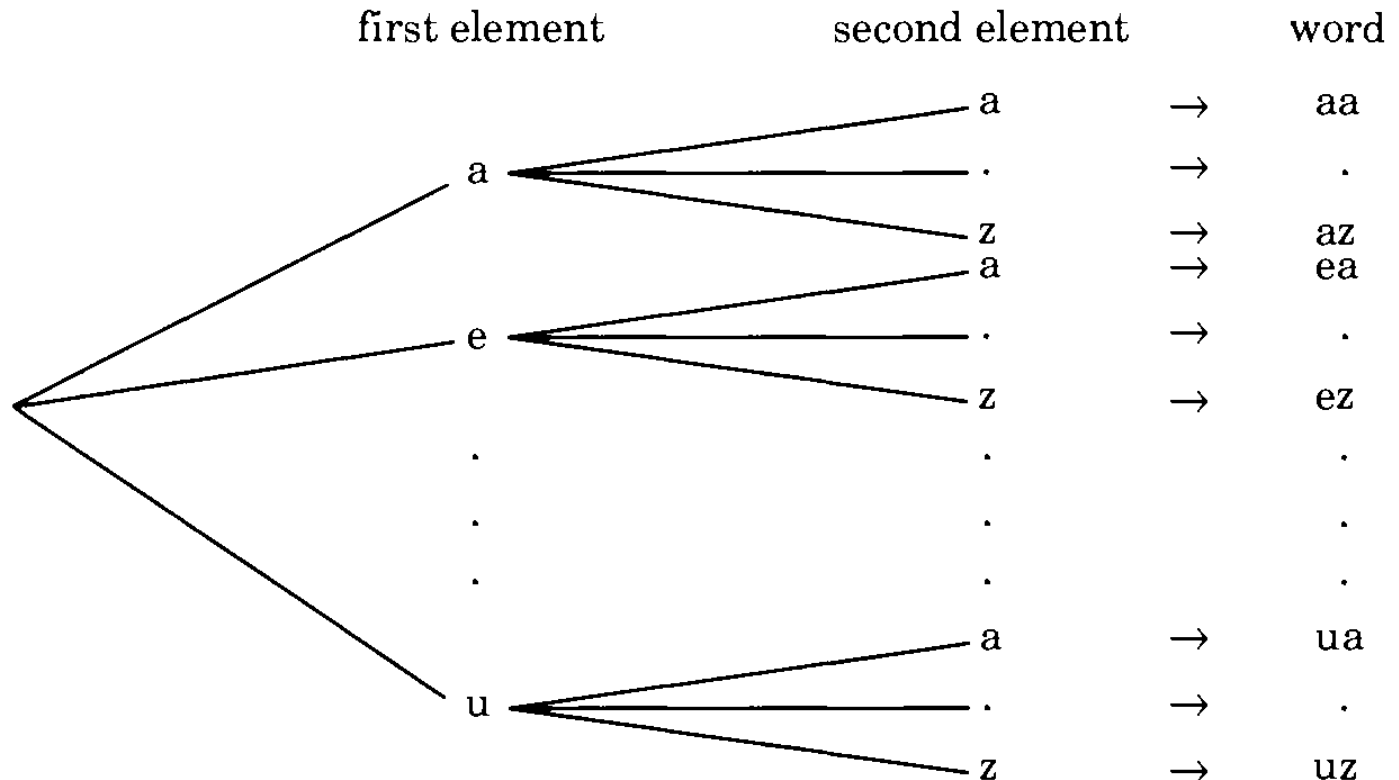 first element second element word
a → aa
a . → .
z → az
a → ea
e . → .
z → ez
. . .
. . .
. . .
a → ua
u . → .
z → uz